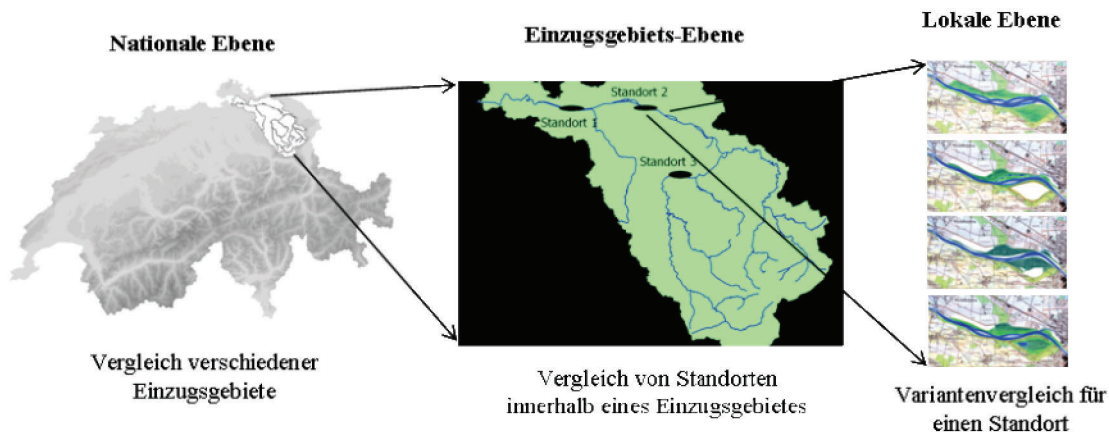 Nationale Ebene
Vergleich verschiedener
Einzugsgebiete
Einzugsgebiets-Ebene
Standort 2
Standort 1
Standort 3
Vergleich von Standorten
innerhalb eines Einzugsgebietes
Lokale Ebene
Variantenvergleich für
einen Standort